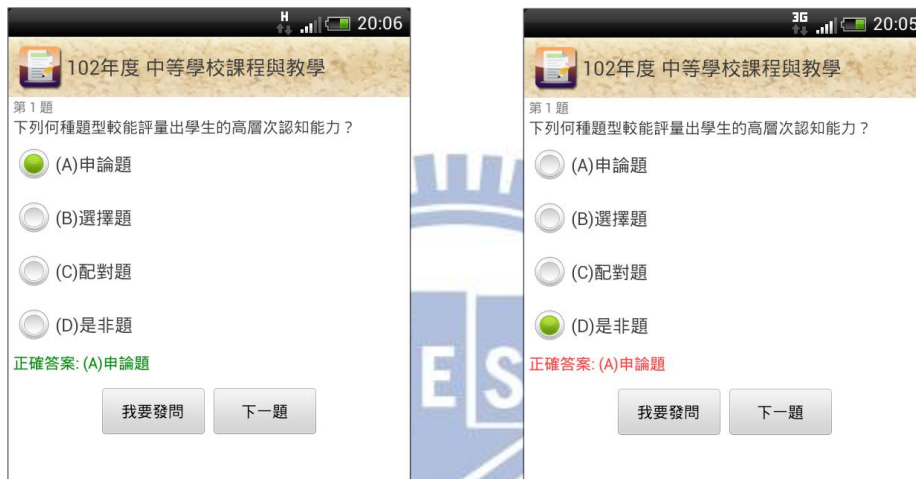 H 20:06
102年度 中等學校課程與教學
第1題
下列何種題型較能評量出學生的高層次認知能力？
(A)申論題
(B)選擇題
(C)配對題
(D)是非題
正確答案: (A)申論題
我要發問 下一題
3G 20:05
102年度 中等學校課程與教學
第1題
下列何種題型較能評量出學生的高層次認知能力？
(A)申論題
(B)選擇題
(C)配對題
(D)是非題
正確答案: (A)申論題
我要發問 下一題
E S